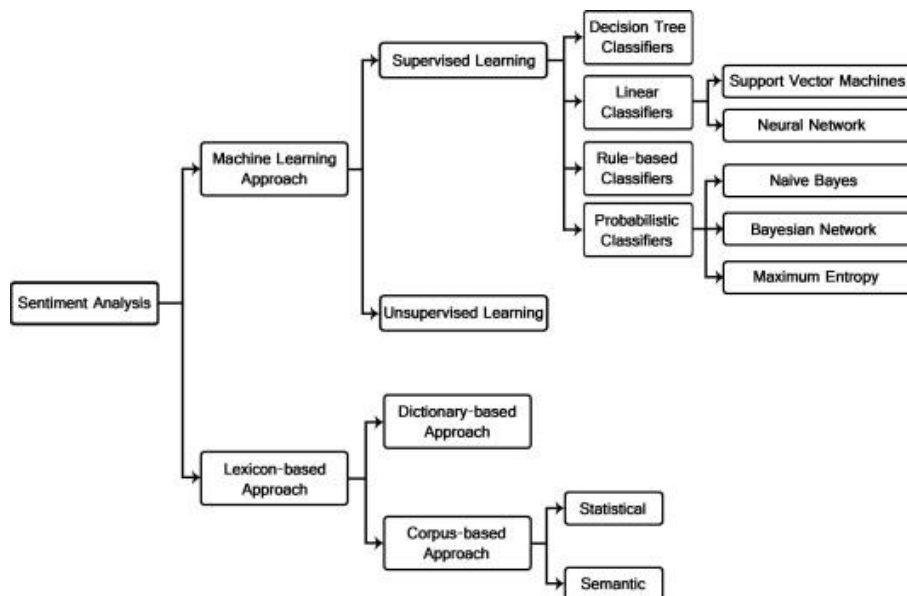 Decision Tree
Classifiers
Supervised Learning
Linear
Classifiers
Support Vector Machines
Neural Network
Machine Learning
Approach
Rule-based
Classifiers
Naive Bayes
Probabilistic
Classifiers
Bayesian Network
Maximum Entropy
Sentiment Analysis
Unsupervised Learning
Dictionary-based
Approach
Lexicon-based
Approach
Statistical
Corpus-based
Approach
Semantic